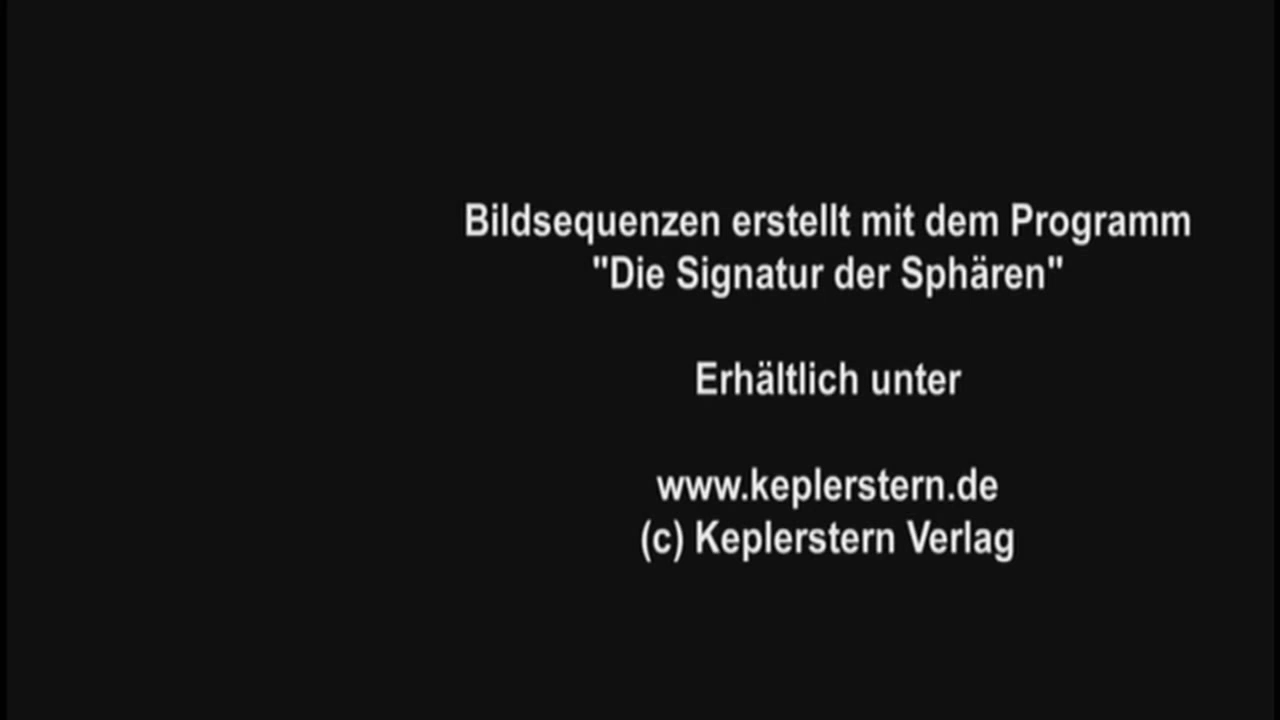 Bildsequenzen erstellt mit dem Programm
"Die Signatur der Sphären"
Erhältlich unter
www.keplerstern.de
(c) Keplerstern Verlag